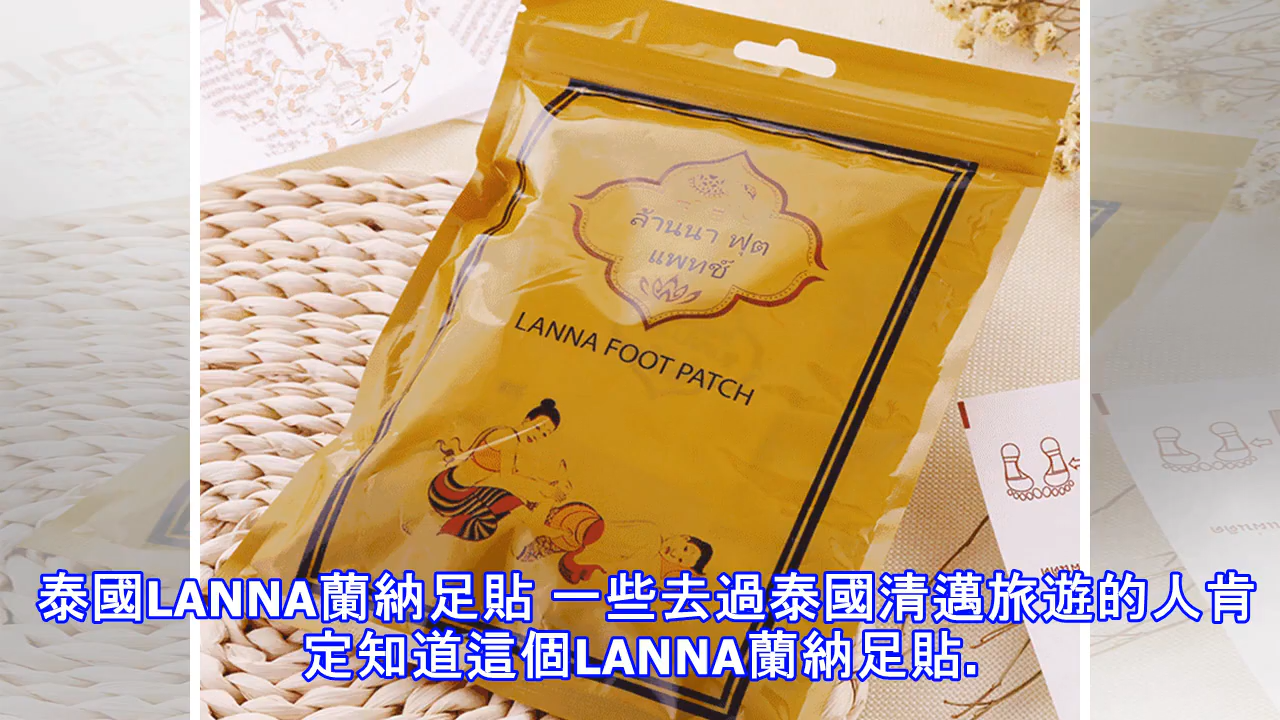 ล้านนา ฟุต
แพทช์
LANNA FOOT PATCH
泰國LANNA蘭納足貼 一些去過泰國清邁旅遊的人肯
定知道這個LANNA蘭納足貼.